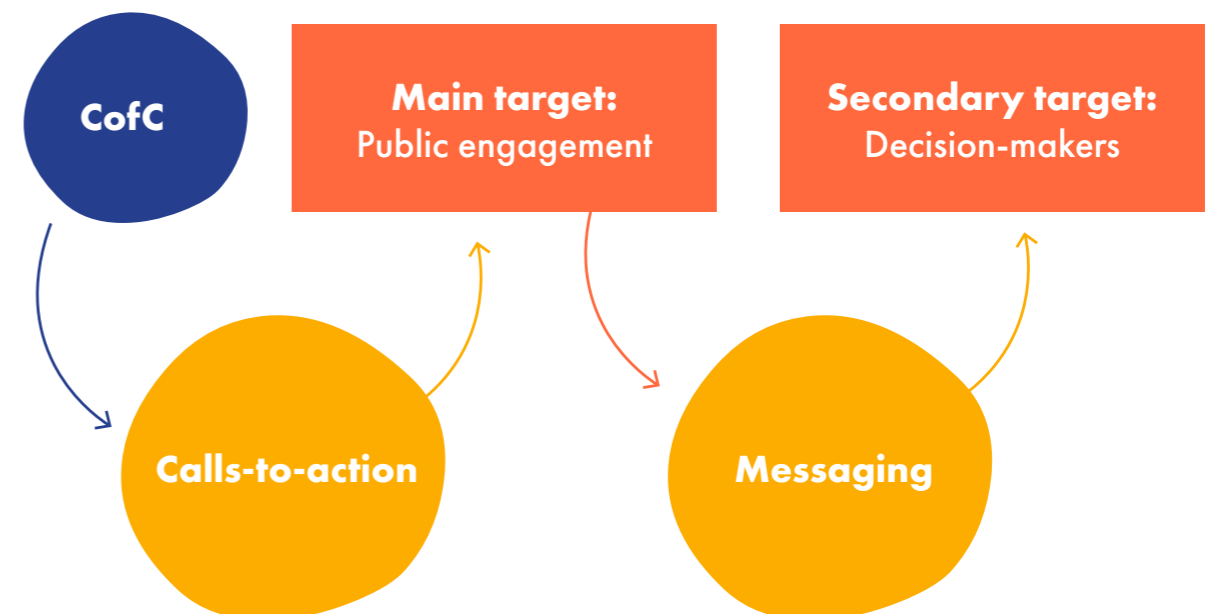 CofC
Main target:
Public engagement
Secondary target:
Decision-makers
Calls-to-action
Messaging